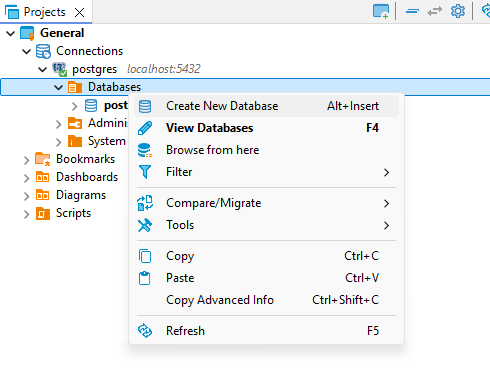 Projects
General
Connections
postgres localhost:5432
Databases
post
Create New Database Alt+Insert
View Databases F4
Adminis
Browse from here
System
Filter
Bookmarks
Dashboards
Diagrams
Compare/Migrate
Scripts
Tools
Copy Ctrl+C
Paste Ctrl+V
Copy Advanced Info Ctrl+Shift+C
Refresh F5